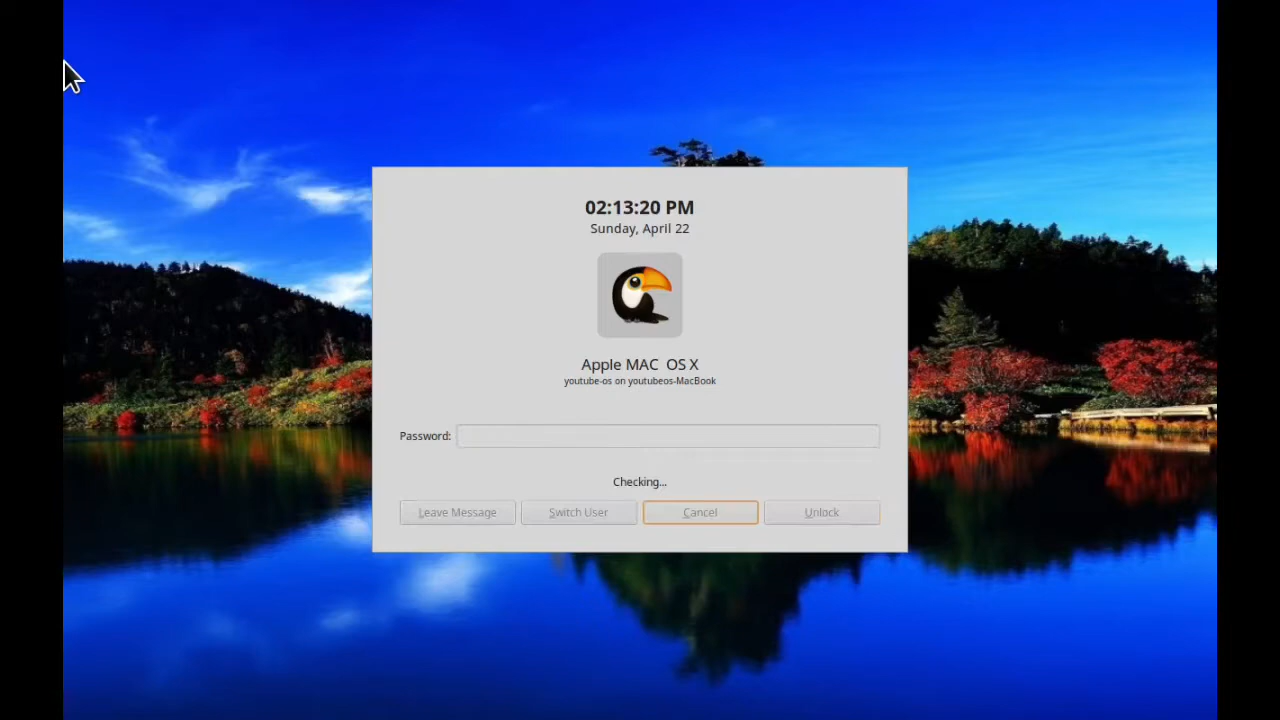 02:13:20 PM
Sunday, April 22
Apple MAC  OS X
youtube-os on youtubeos-MacBook
Password:
Checking...
Leave Message Switch User Cancel Unlock